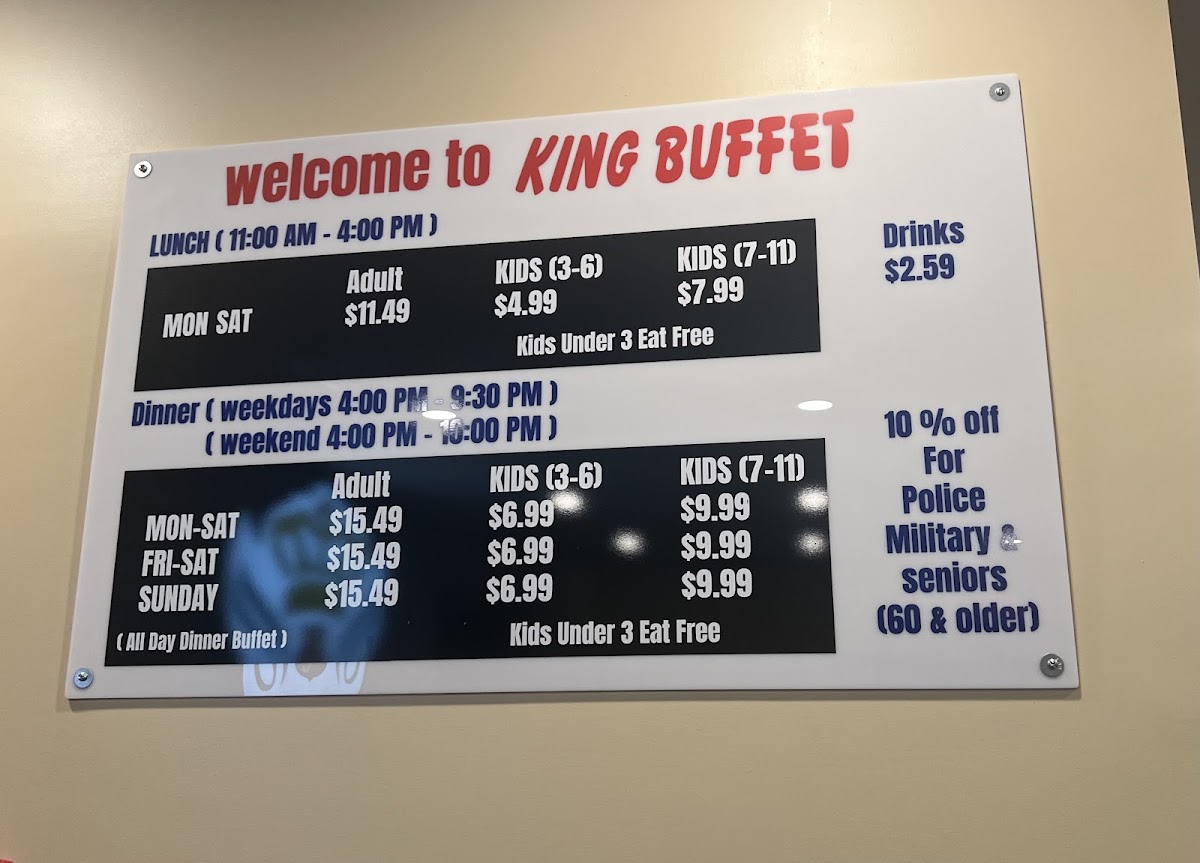 welcome to KING BUFFET
LUNCH ( 11:00 AM - 4:00 PM )
Adult KIDS (3-6) KIDS (7-11)
MON SAT $11.49 $4.99 $7.99
Kids Under 3 Eat Free
Drinks
$2.59
Dinner ( weekdays 4:00 PM - 9:30 PM )
( weekend 4:00 PM - 10:00 PM )
Adult KIDS (3-6) KIDS (7-11)
MON-SAT $15.49 $6.99 $9.99
FRI-SAT $15.49 $6.99 $9.99
SUNDAY $15.49 $6.99 $9.99
( All Day Dinner Buffet ) Kids Under 3 Eat Free
10 % off
For
Police
Military &
seniors
(60 & older)